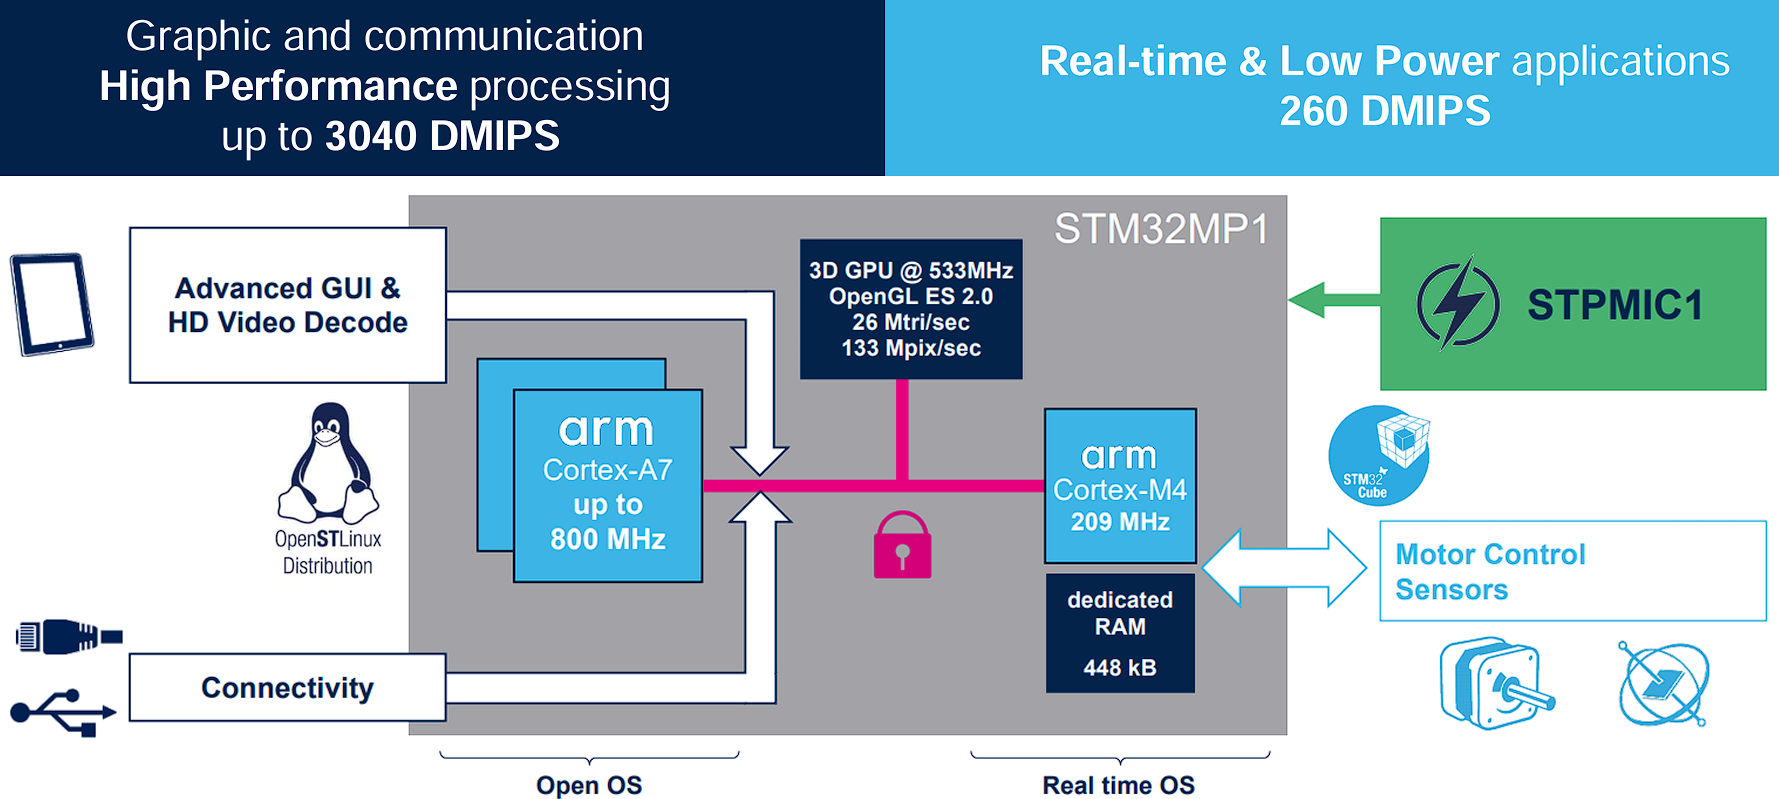 Graphic and communication
High Performance processing
up to 3040 DMIPS
Real-time & Low Power applications
260 DMIPS
STM32MP1
Advanced GUI &
HD Video Decode
3D GPU @ 533MHz
OpenGL ES 2.0
26 Mtri/sec
133 Mpix/sec
STPMIC1
arm
Cortex-A7
up to
800 MHz
arm
Cortex-M4
209 MHz
STM32
Cube
OpenSTLinux
Distribution
Motor Control
Sensors
dedicated
RAM
448 kB
Connectivity
Open OS
Real time OS